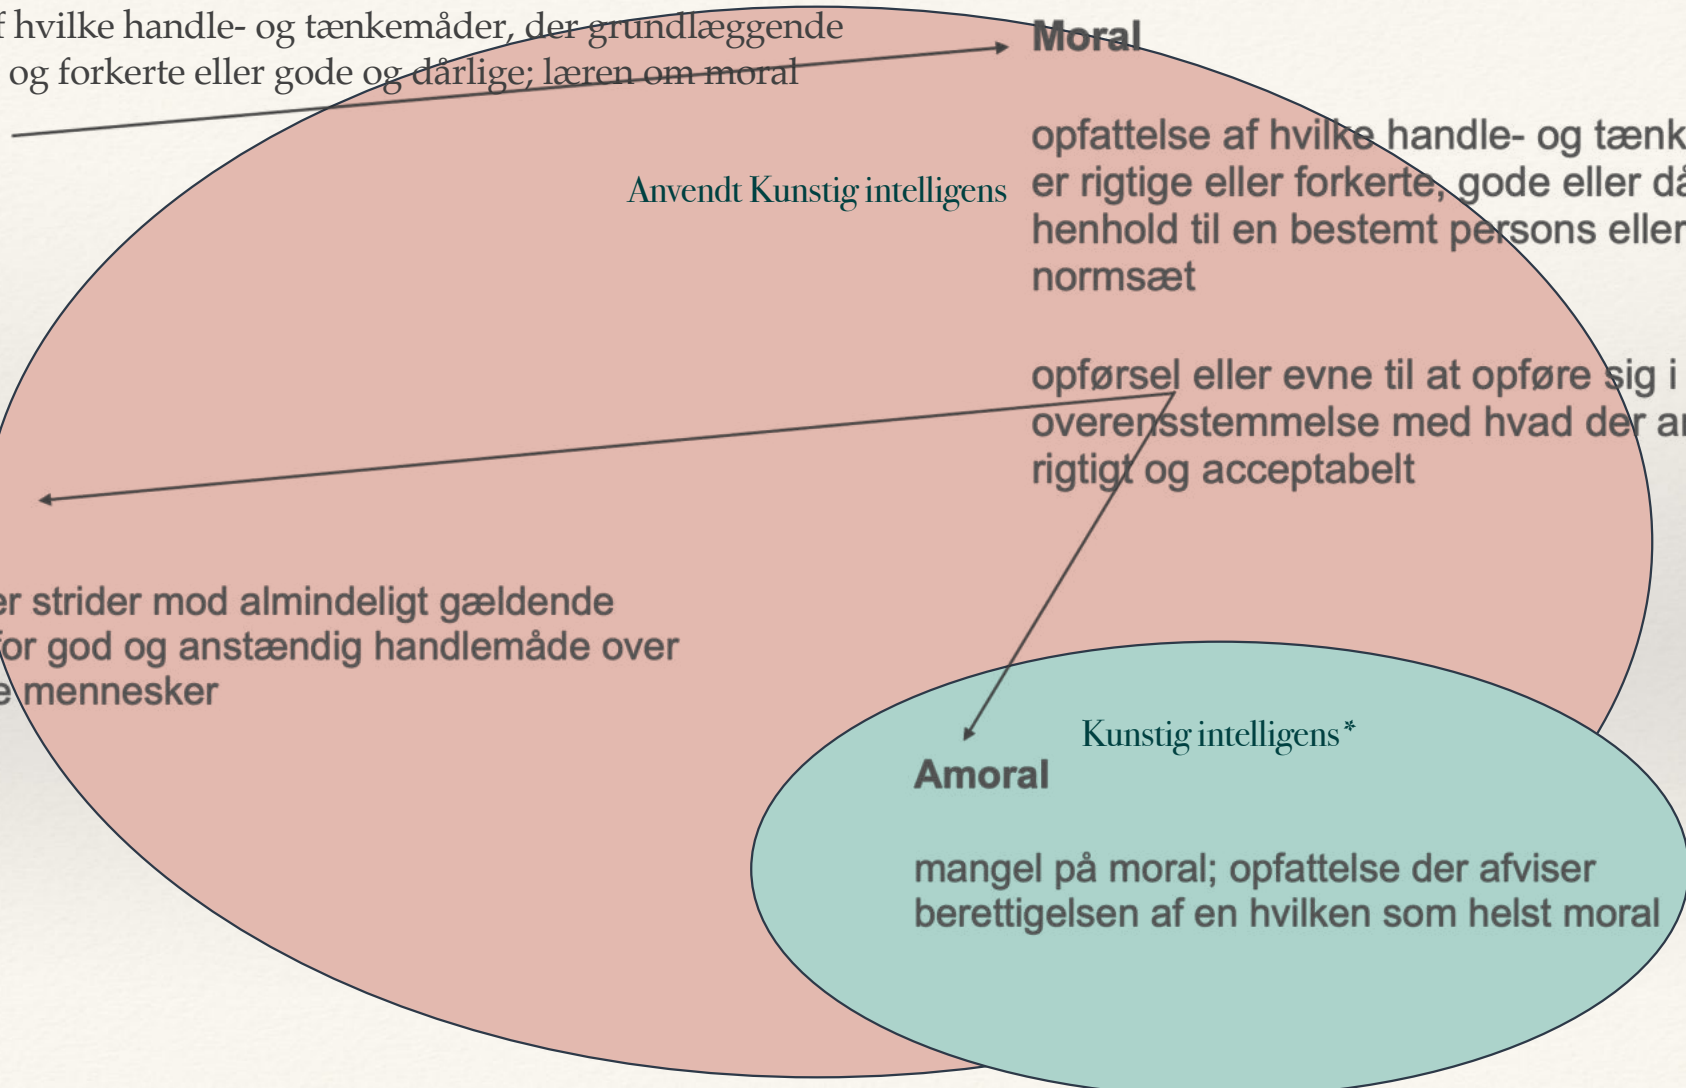 hvilke handle- og tænkemåder, der grundlæggende
og forkerte eller gode og dårlige; læren om moral
Moral
opfattelse af hvilke handle- og
er rigtige eller forkerte, gode eller
henhold til en bestemt persons eller
normsæt
Anvendt Kunstig intelligens
opførsel eller evne til at opføre sig i
overensstemmelse med hvad der
rigtigt og acceptabelt
strider mod almindeligt gældende
for god og anstændig handlemåde over
mennesker
Kunstig intelligens*
Amoral
mangel på moral; opfattelse der afviser
berettigelsen af en hvilken som helst moral